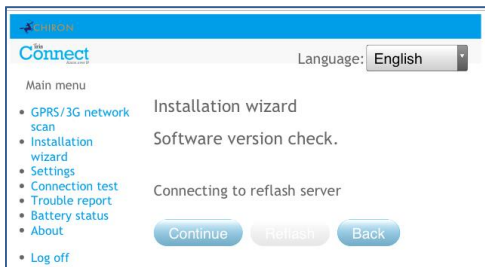 CHIRON
Iris
Connect
Language: English
Main menu
GPRS/3G network
scan
Installation
wizard
Settings
Connection test
Trouble report
Battery status
About
Log off
Installation wizard
Software version check.
Connecting to reflash server
Continue Reflash Back